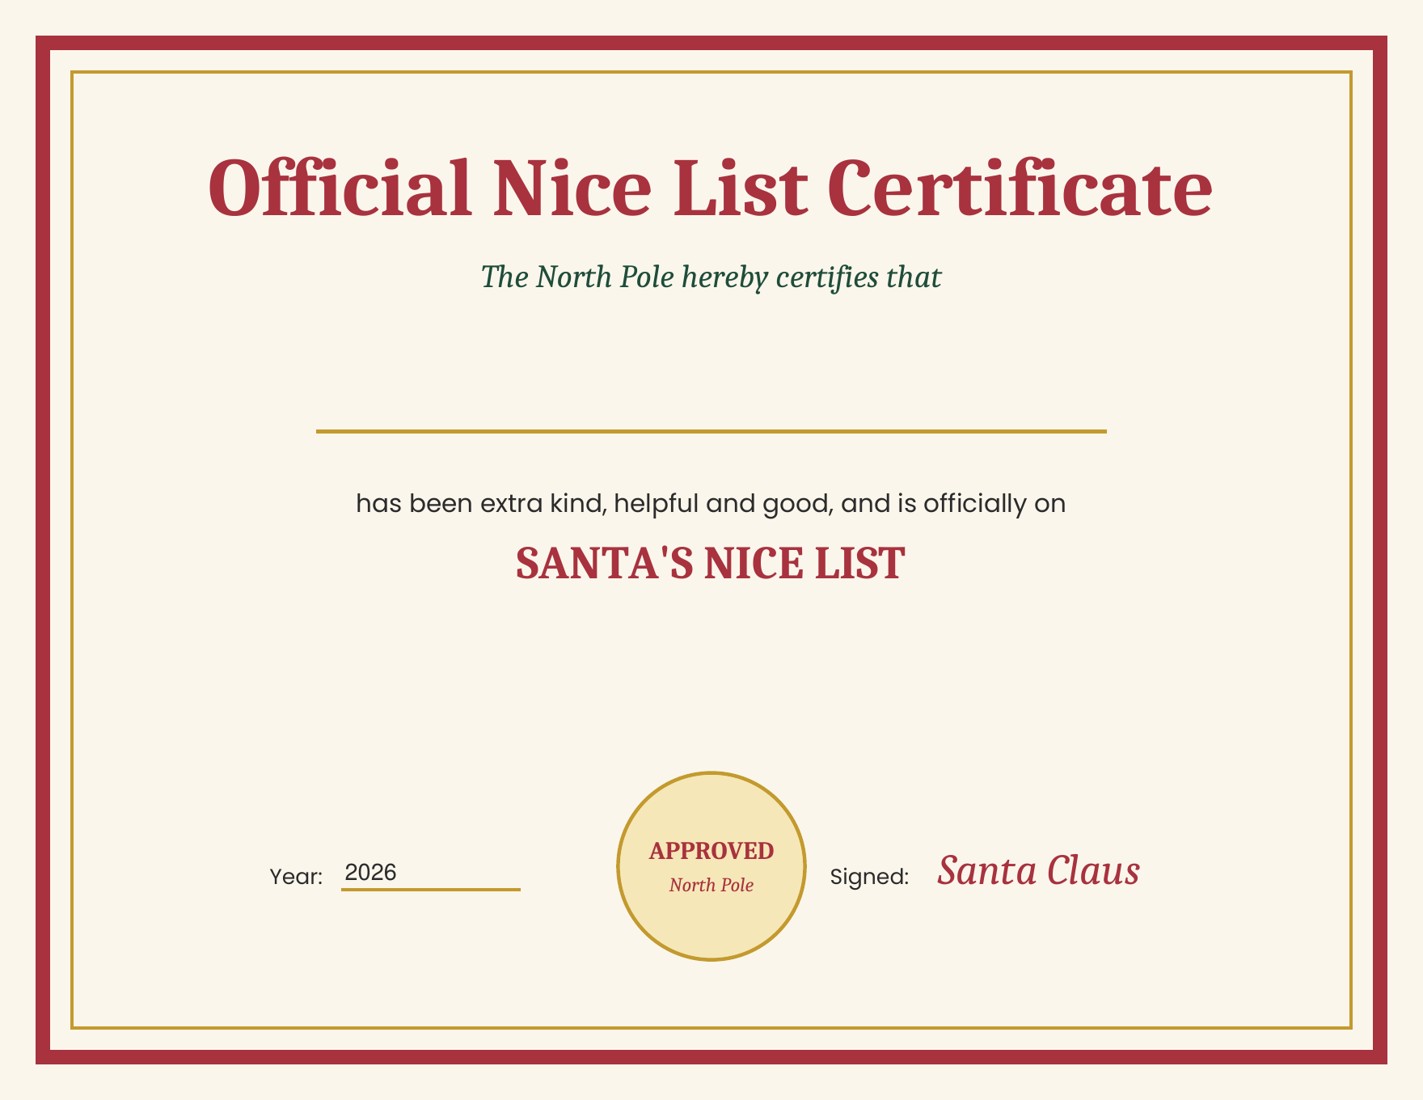 Official Nice List Certificate
The North Pole hereby certifies that
has been extra kind, helpful and good, and is officially on
SANTA'S NICE LIST
APPROVED
North Pole
Year: 2026
Signed: Santa Claus